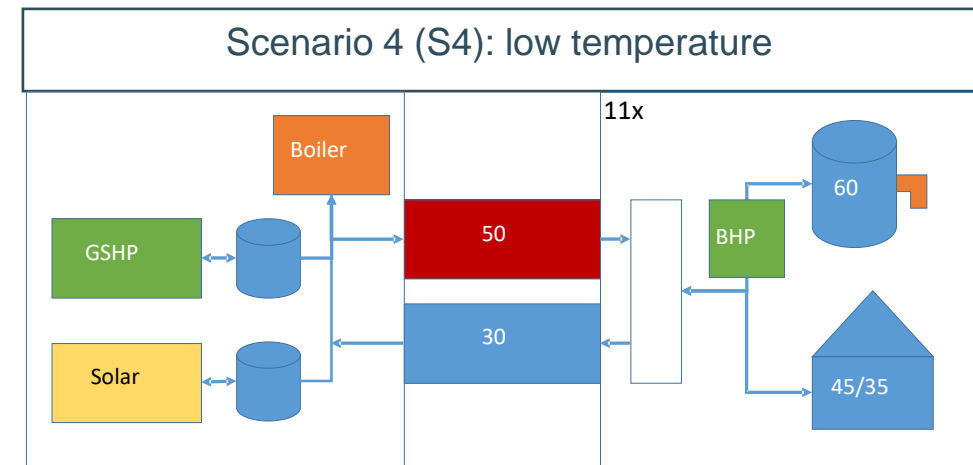 Scenario 4 (S4): low temperature
11x
Boiler
60
50
BHP
GSHP
30
Solar
45/35